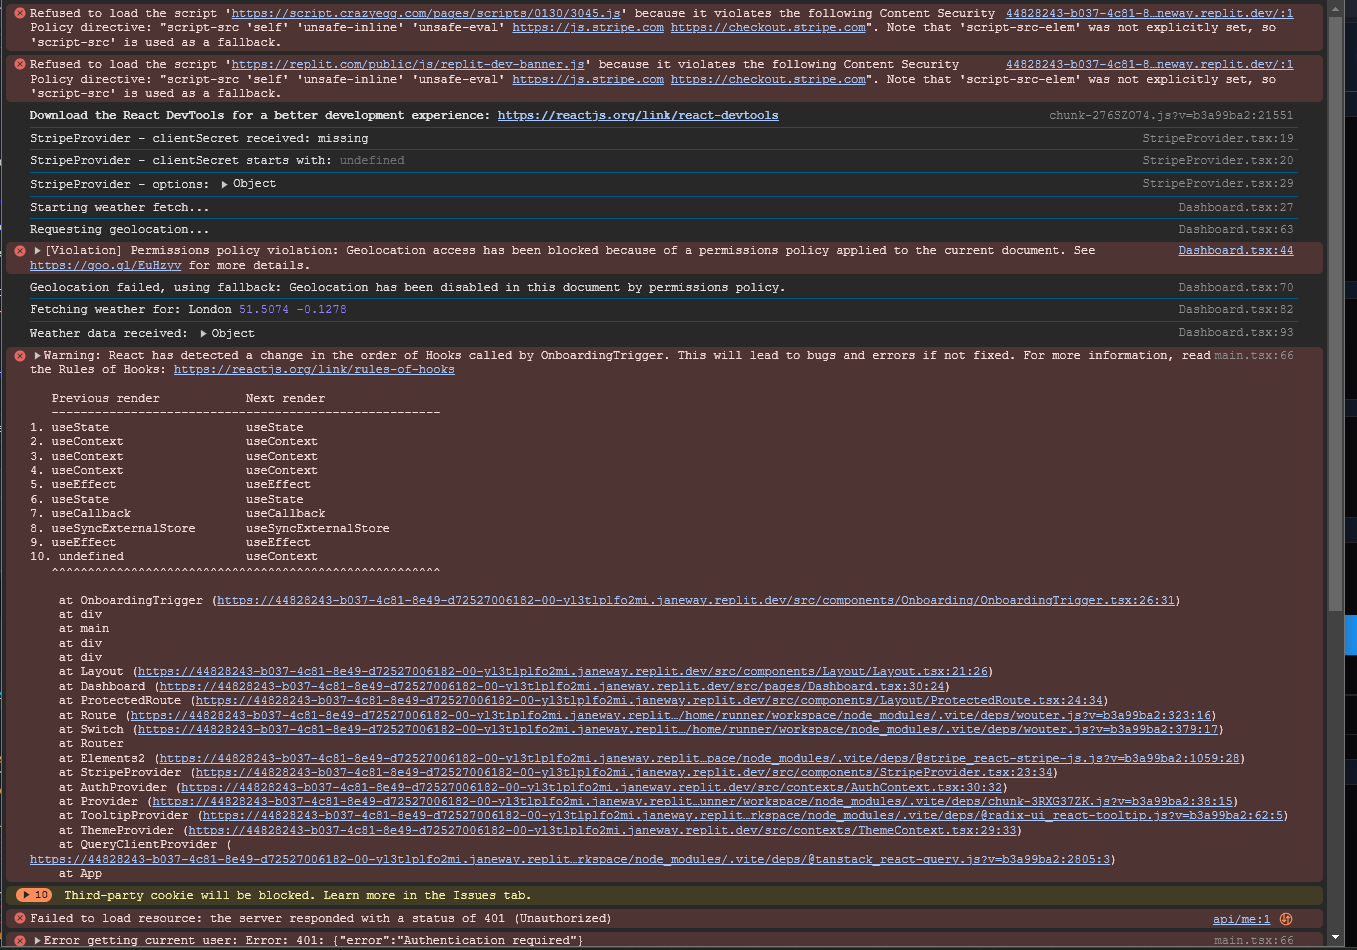 Refused to load the script 'https://script.crazyegg.com/pages/scripts/0130/3045.js' because it violates the following Content Security 44828243-b037-4c81-8…neway.replit.dev/:1
Policy directive: "script-src 'self' 'unsafe-inline' 'unsafe-eval' https://js.stripe.com https://checkout.stripe.com". Note that 'script-src-elem' was not explicitly set, so
'script-src' is used as a fallback.
Refused to load the script 'https://replit.com/public/js/replit-dev-banner.js' because it violates the following Content Security 44828243-b037-4c81-8…neway.replit.dev/:1
Policy directive: "script-src 'self' 'unsafe-inline' 'unsafe-eval' https://js.stripe.com https://checkout.stripe.com". Note that 'script-src-elem' was not explicitly set, so
'script-src' is used as a fallback.
Download the React DevTools for a better development experience: https://reactjs.org/link/react-devtools chunk-276SZO74.js?v=b3a99ba2:21551
StripeProvider - clientSecret received: missing StripeProvider.tsx:19
StripeProvider - clientSecret starts with: undefined StripeProvider.tsx:20
StripeProvider - options: ▶ Object StripeProvider.tsx:29
Starting weather fetch... Dashboard.tsx:27
Requesting geolocation... Dashboard.tsx:63
▶ [Violation] Permissions policy violation: Geolocation access has been blocked because of a permissions policy applied to the current document. See Dashboard.tsx:44
https://goo.gl/EuHzyv for more details.
Geolocation failed, using fallback: Geolocation has been disabled in this document by permissions policy. Dashboard.tsx:70
Fetching weather for: London 51.5074 -0.1278 Dashboard.tsx:82
Weather data received: ▶ Object Dashboard.tsx:93
▶ Warning: React has detected a change in the order of Hooks called by OnboardingTrigger. This will lead to bugs and errors if not fixed. For more information, read main.tsx:66
the Rules of Hooks: https://reactjs.org/link/rules-of-hooks
Previous render Next render
------------------------------------------------------
1. useState useState
2. useContext useContext
3. useContext useContext
4. useContext useContext
5. useEffect useEffect
6. useState useState
7. useCallback useCallback
8. useSyncExternalStore useSyncExternalStore
9. useEffect useEffect
10. undefined useContext
^^^^^^^^^^^^^^^^^^^^^^^^^^^^^^^^^^^^^^^^^^^^^^^^^^^^^^
at OnboardingTrigger (https://44828243-b037-4c81-8e49-d72527006182-00-yl3tlplfo2mi.janeway.replit.dev/src/components/Onboarding/OnboardingTrigger.tsx:26:31)
at div
at main
at div
at div
at Layout (https://44828243-b037-4c81-8e49-d72527006182-00-yl3tlplfo2mi.janeway.replit.dev/src/components/Layout/Layout.tsx:21:26)
at Dashboard (https://44828243-b037-4c81-8e49-d72527006182-00-yl3tlplfo2mi.janeway.replit.dev/src/pages/Dashboard.tsx:30:24)
at ProtectedRoute (https://44828243-b037-4c81-8e49-d72527006182-00-yl3tlplfo2mi.janeway.replit.dev/src/components/Layout/ProtectedRoute.tsx:24:34)
at Route (https://44828243-b037-4c81-8e49-d72527006182-00-yl3tlplfo2mi.janeway.replit…/home/runner/workspace/node_modules/.vite/deps/wouter.js?v=b3a99ba2:323:16)
at Switch (https://44828243-b037-4c81-8e49-d72527006182-00-yl3tlplfo2mi.janeway.replit…/home/runner/workspace/node_modules/.vite/deps/wouter.js?v=b3a99ba2:379:17)
at Router
at Elements2 (https://44828243-b037-4c81-8e49-d72527006182-00-yl3tlplfo2mi.janeway.replit…pace/node_modules/.vite/deps/@stripe_react-stripe-js.js?v=b3a99ba2:1059:28)
at StripeProvider (https://44828243-b037-4c81-8e49-d72527006182-00-yl3tlplfo2mi.janeway.replit.dev/src/components/StripeProvider.tsx:23:34)
at AuthProvider (https://44828243-b037-4c81-8e49-d72527006182-00-yl3tlplfo2mi.janeway.replit.dev/src/contexts/AuthContext.tsx:30:32)
at Provider (https://44828243-b037-4c81-8e49-d72527006182-00-yl3tlplfo2mi.janeway.replit…unner/workspace/node_modules/.vite/deps/chunk-3RXG37ZK.js?v=b3a99ba2:38:15)
at TooltipProvider (https://44828243-b037-4c81-8e49-d72527006182-00-yl3tlplfo2mi.janeway.replit…rkspace/node_modules/.vite/deps/@radix-ui_react-tooltip.js?v=b3a99ba2:62:5)
at ThemeProvider (https://44828243-b037-4c81-8e49-d72527006182-00-yl3tlplfo2mi.janeway.replit.dev/src/contexts/ThemeContext.tsx:29:33)
at QueryClientProvider (
https://44828243-b037-4c81-8e49-d72527006182-00-yl3tlplfo2mi.janeway.replit…rkspace/node_modules/.vite/deps/@tanstack_react-query.js?v=b3a99ba2:2805:3)
at App
▶ 10 Third-party cookie will be blocked. Learn more in the Issues tab.
Failed to load resource: the server responded with a status of 401 (Unauthorized) api/me:1
▶ Error getting current user: Error: 401: {"error":"Authentication required"} main.tsx:66